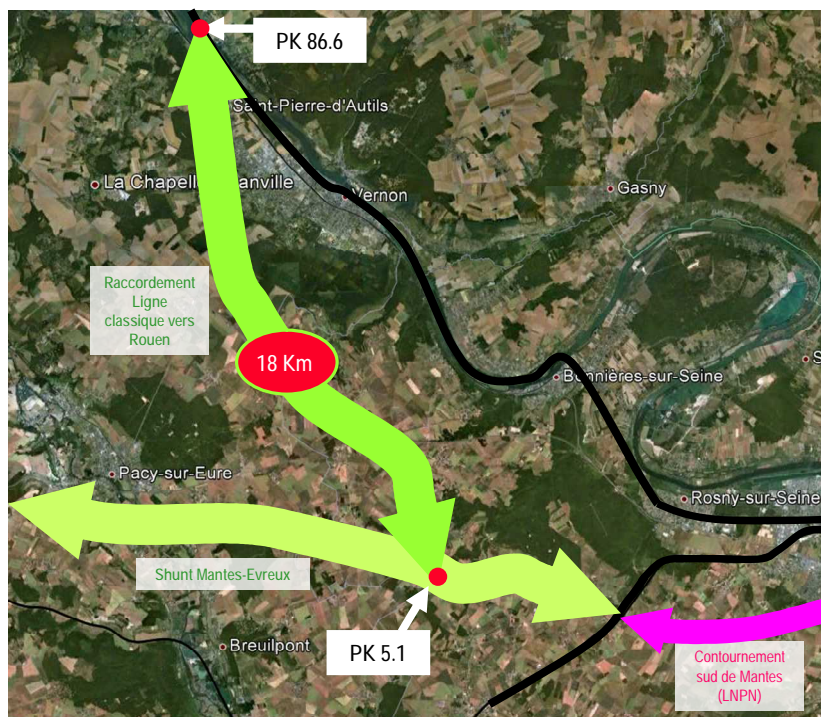 PK 86.6
Saint-Pierre-d'Autils
La Chapelle
anville
Vernon
Gasny
Raccordement
Ligne
classique vers
Rouen
18 Km
Bonnières-sur-Seine
S
Pacy-sur-Eure
Rosny-sur-Seine
Shunt Mantes-Evreux
PK 5.1
Breuilpont
Contournement
sud de Mantes
(LNPN)